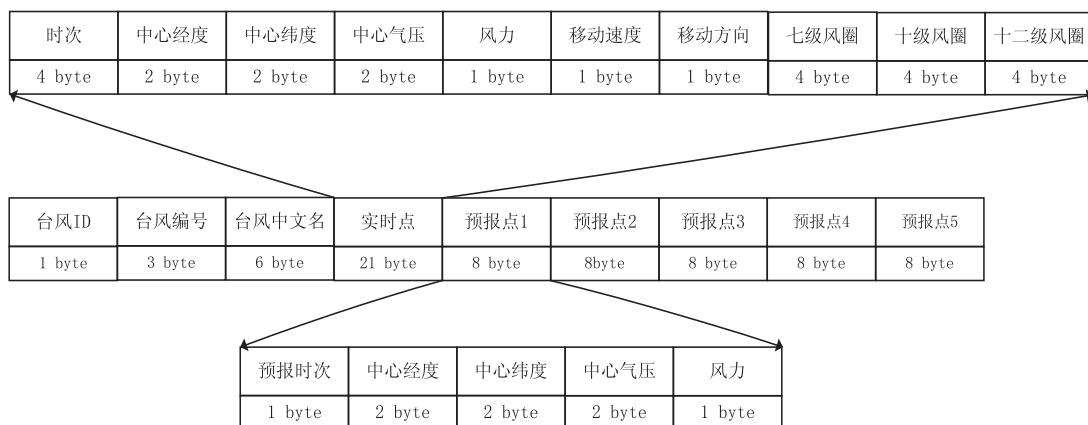 时次 中心经度 中心纬度 中心气压 风力 移动速度 移动方向 七级风圈 十级风圈 十二级风圈
4 byte 2 byte 2 byte 2 byte 1 byte 1 byte 1 byte 4 byte 4 byte 4 byte
台风ID 台风编号 台风中文名 实时点 预报点1 预报点2 预报点3 预报点4 预报点5
1 byte 3 byte 6 byte 21 byte 8 byte 8byte 8 byte 8 byte 8 byte
预报时次 中心经度 中心纬度 中心气压 风力
1 byte 2 byte 2 byte 2 byte 1 byte